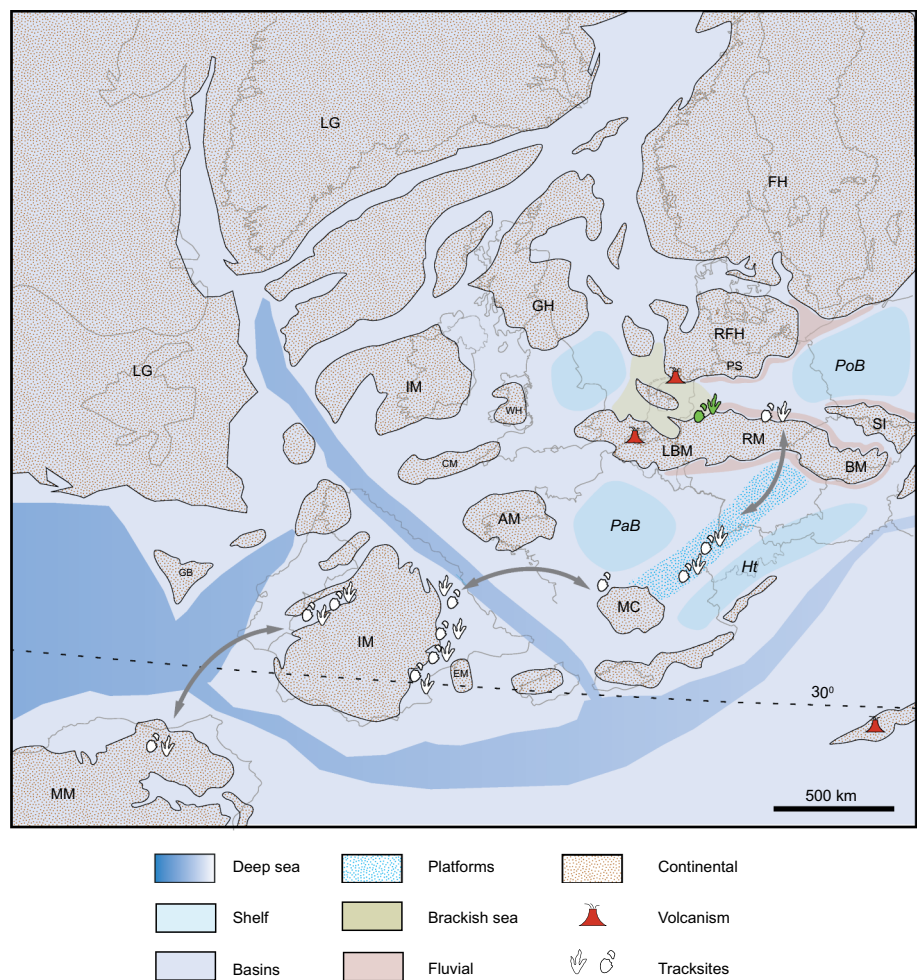 LG
FH
LG
GH
RFH
IM
PS
PoB
WH
SI
LBM
RM
CM
BM
AM
PaB
Ht
GB
MC
IM
EM
30⁰
MM
500 km
Deep sea
Platforms
Continental
Shelf
Brackish sea
Volcanism
Basins
Fluvial
Tracksites